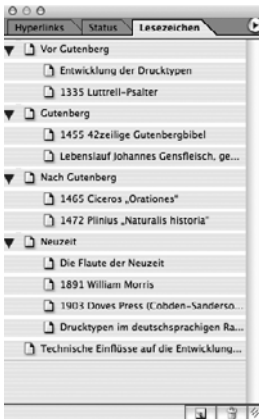 Hyperlinks Status Lesezeichen
Vor Gutenberg
Entwicklung der Drucktypen
1335 Luttrell-Psalter
Gutenberg
1455 42zeilige Gutenbergbibel
Lebenslauf Johannes Gensfleisch, ge...
Nach Gutenberg
1465 Ciceros „Orationes"
1472 Plinius „Naturalis historia"
Neuzeit
Die Flaute der Neuzeit
1891 William Morris
1903 Doves Press (Cobden-Sanderso...
Drucktypen im deutschsprachigen Ra...
Technische Einflüsse auf die Entwicklung...